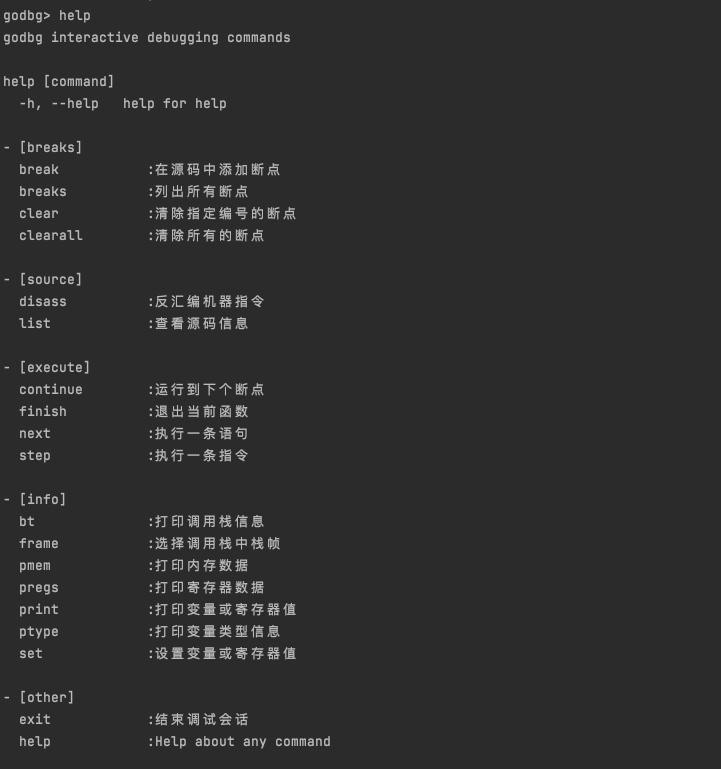 godbg> help
godbg interactive debugging commands
help [command]
-h, --help help for help
- [breaks]
break :在源码中添加断点
breaks :列出所有断点
clear :清除指定编号的断点
clearall :清除所有的断点
- [source]
disass :反汇编机器指令
list :查看源码信息
- [execute]
continue :运行到下个断点
finish :退出当前函数
next :执行一条语句
step :执行一条指令
- [info]
bt :打印调用栈信息
frame :选择调用栈中栈帧
pmem :打印内存数据
pregs :打印寄存器数据
print :打印变量或寄存器值
ptype :打印变量类型信息
set :设置变量或寄存器值
- [other]
exit :结束调试会话
help :Help about any command